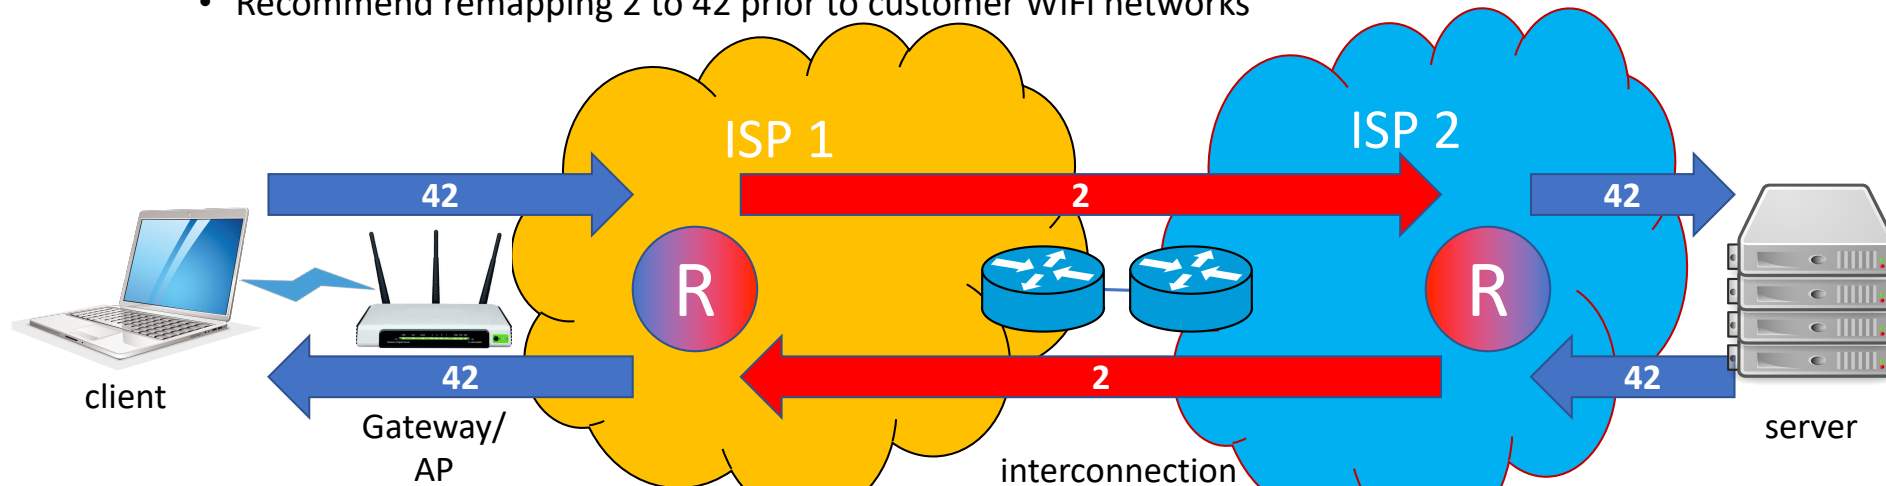 • Recommend remapping 2 to 42 prior to customer WiFi networks
ISP 1
ISP 2
42
2
42
R
R
42
2
42
client
Gateway/
AP
interconnection
server